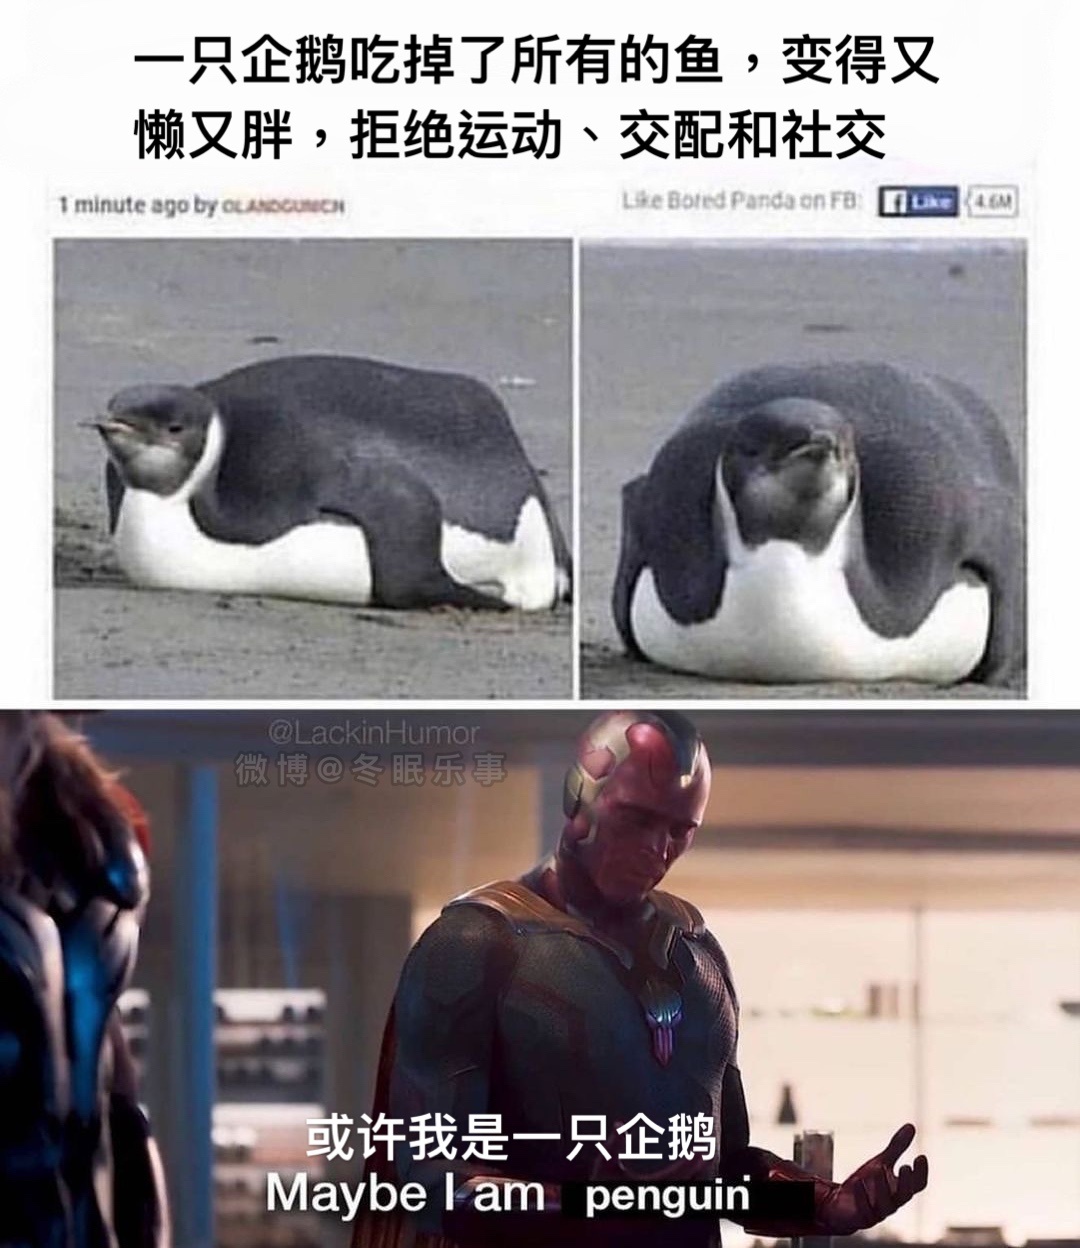 一只企鹅吃掉了所有的鱼，变得又
懒又胖，拒绝运动、交配和社交
1 minute ago by OLANDGUNICH
Like Bored Panda on FB:
f Like
4.6M
@LackinHumor
微博@冬眠乐事
或许我是一只企鹅
Maybe I am penguin